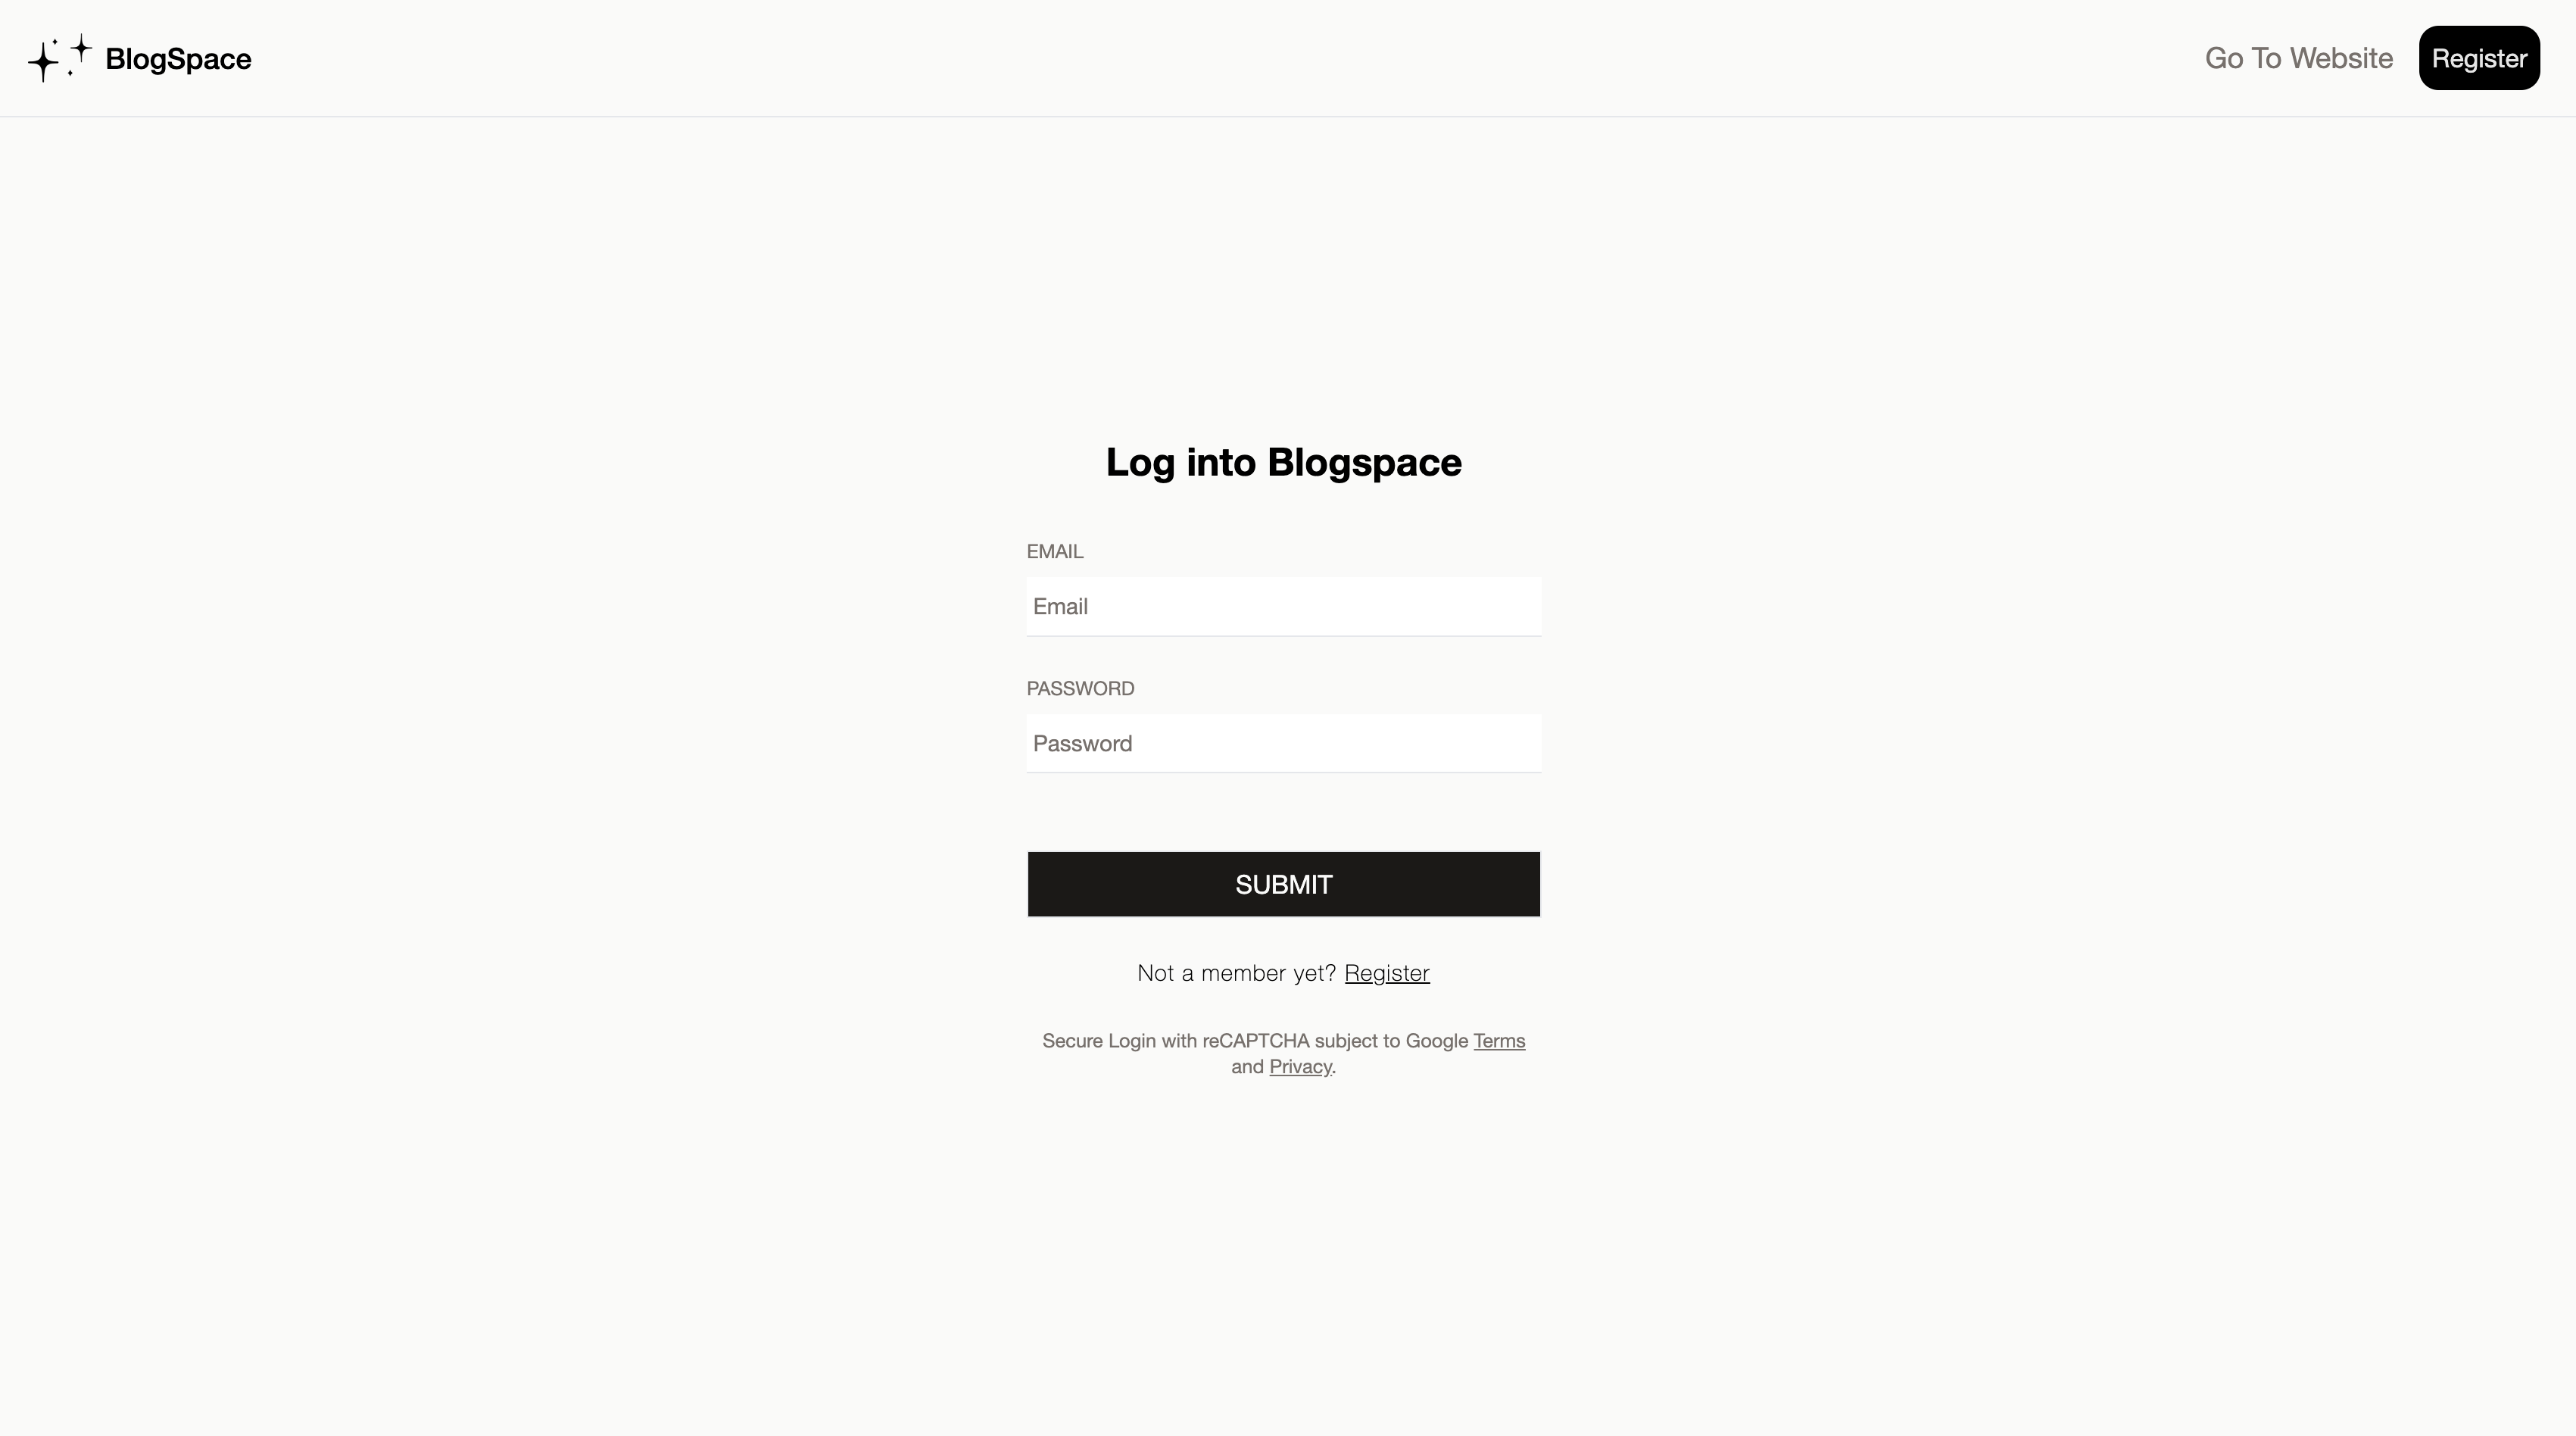 BlogSpace
Go To Website
Register
Log into Blogspace
EMAIL
Email
PASSWORD
Password
SUBMIT
Not a member yet? Register
Secure Login with reCAPTCHA subject to Google Terms
and Privacy.